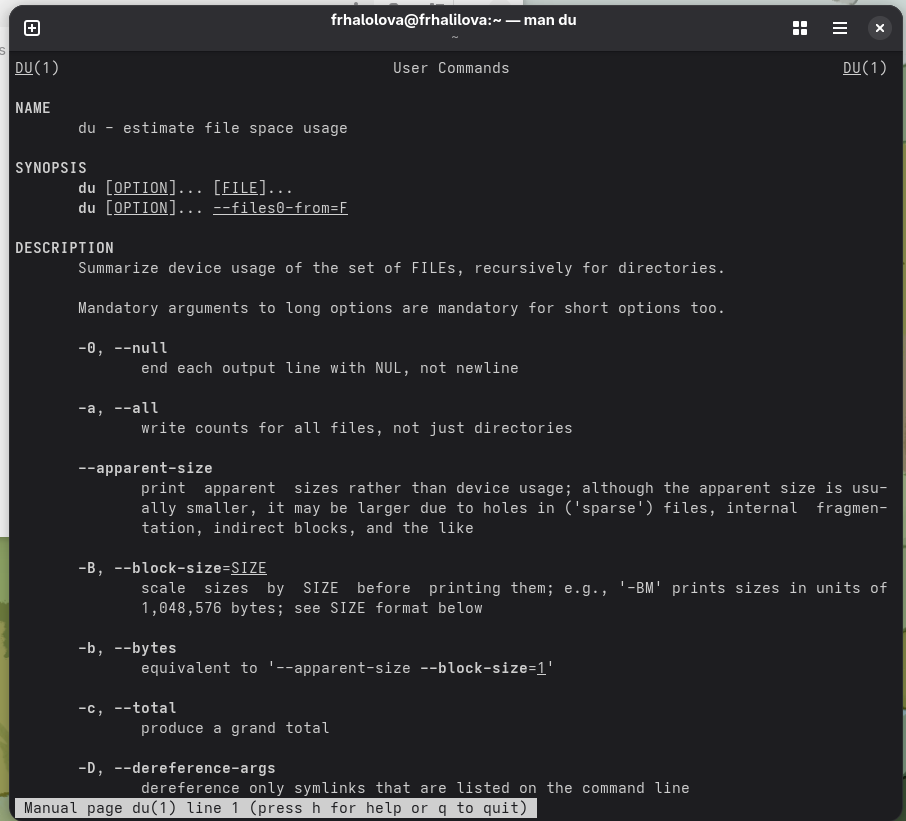 frhalolova@frhalilova:~ — man du
~
DU(1) User Commands DU(1)
NAME
du - estimate file space usage
SYNOPSIS
du [OPTION]... [FILE]...
du [OPTION]... --files0-from=F
DESCRIPTION
Summarize device usage of the set of FILEs, recursively for directories.
Mandatory arguments to long options are mandatory for short options too.
-0, --null
end each output line with NUL, not newline
-a, --all
write counts for all files, not just directories
--apparent-size
print apparent sizes rather than device usage; although the apparent size is usu-
ally smaller, it may be larger due to holes in ('sparse') files, internal fragmen-
tation, indirect blocks, and the like
-B, --block-size=SIZE
scale sizes by SIZE before printing them; e.g., '-BM' prints sizes in units of
1,048,576 bytes; see SIZE format below
-b, --bytes
equivalent to '--apparent-size --block-size=1'
-c, --total
produce a grand total
-D, --dereference-args
dereference only symlinks that are listed on the command line
Manual page du(1) line 1 (press h for help or q to quit)